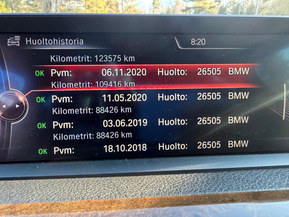 Huoltohistoria 8:20
Kilometrit: 123575 km
OK Pvm: 06.11.2020 Huolto: 26505 BMW
Kilometrit: 109416 km
OK Pvm: 11.05.2020 Huolto: 26505 BMW
Kilometrit: 88426 km
OK Pvm: 03.06.2019 Huolto: 26505 BMW
Kilometrit: 88426 km
OK Pvm: 18.10.2018 Huolto: 26505 BMW